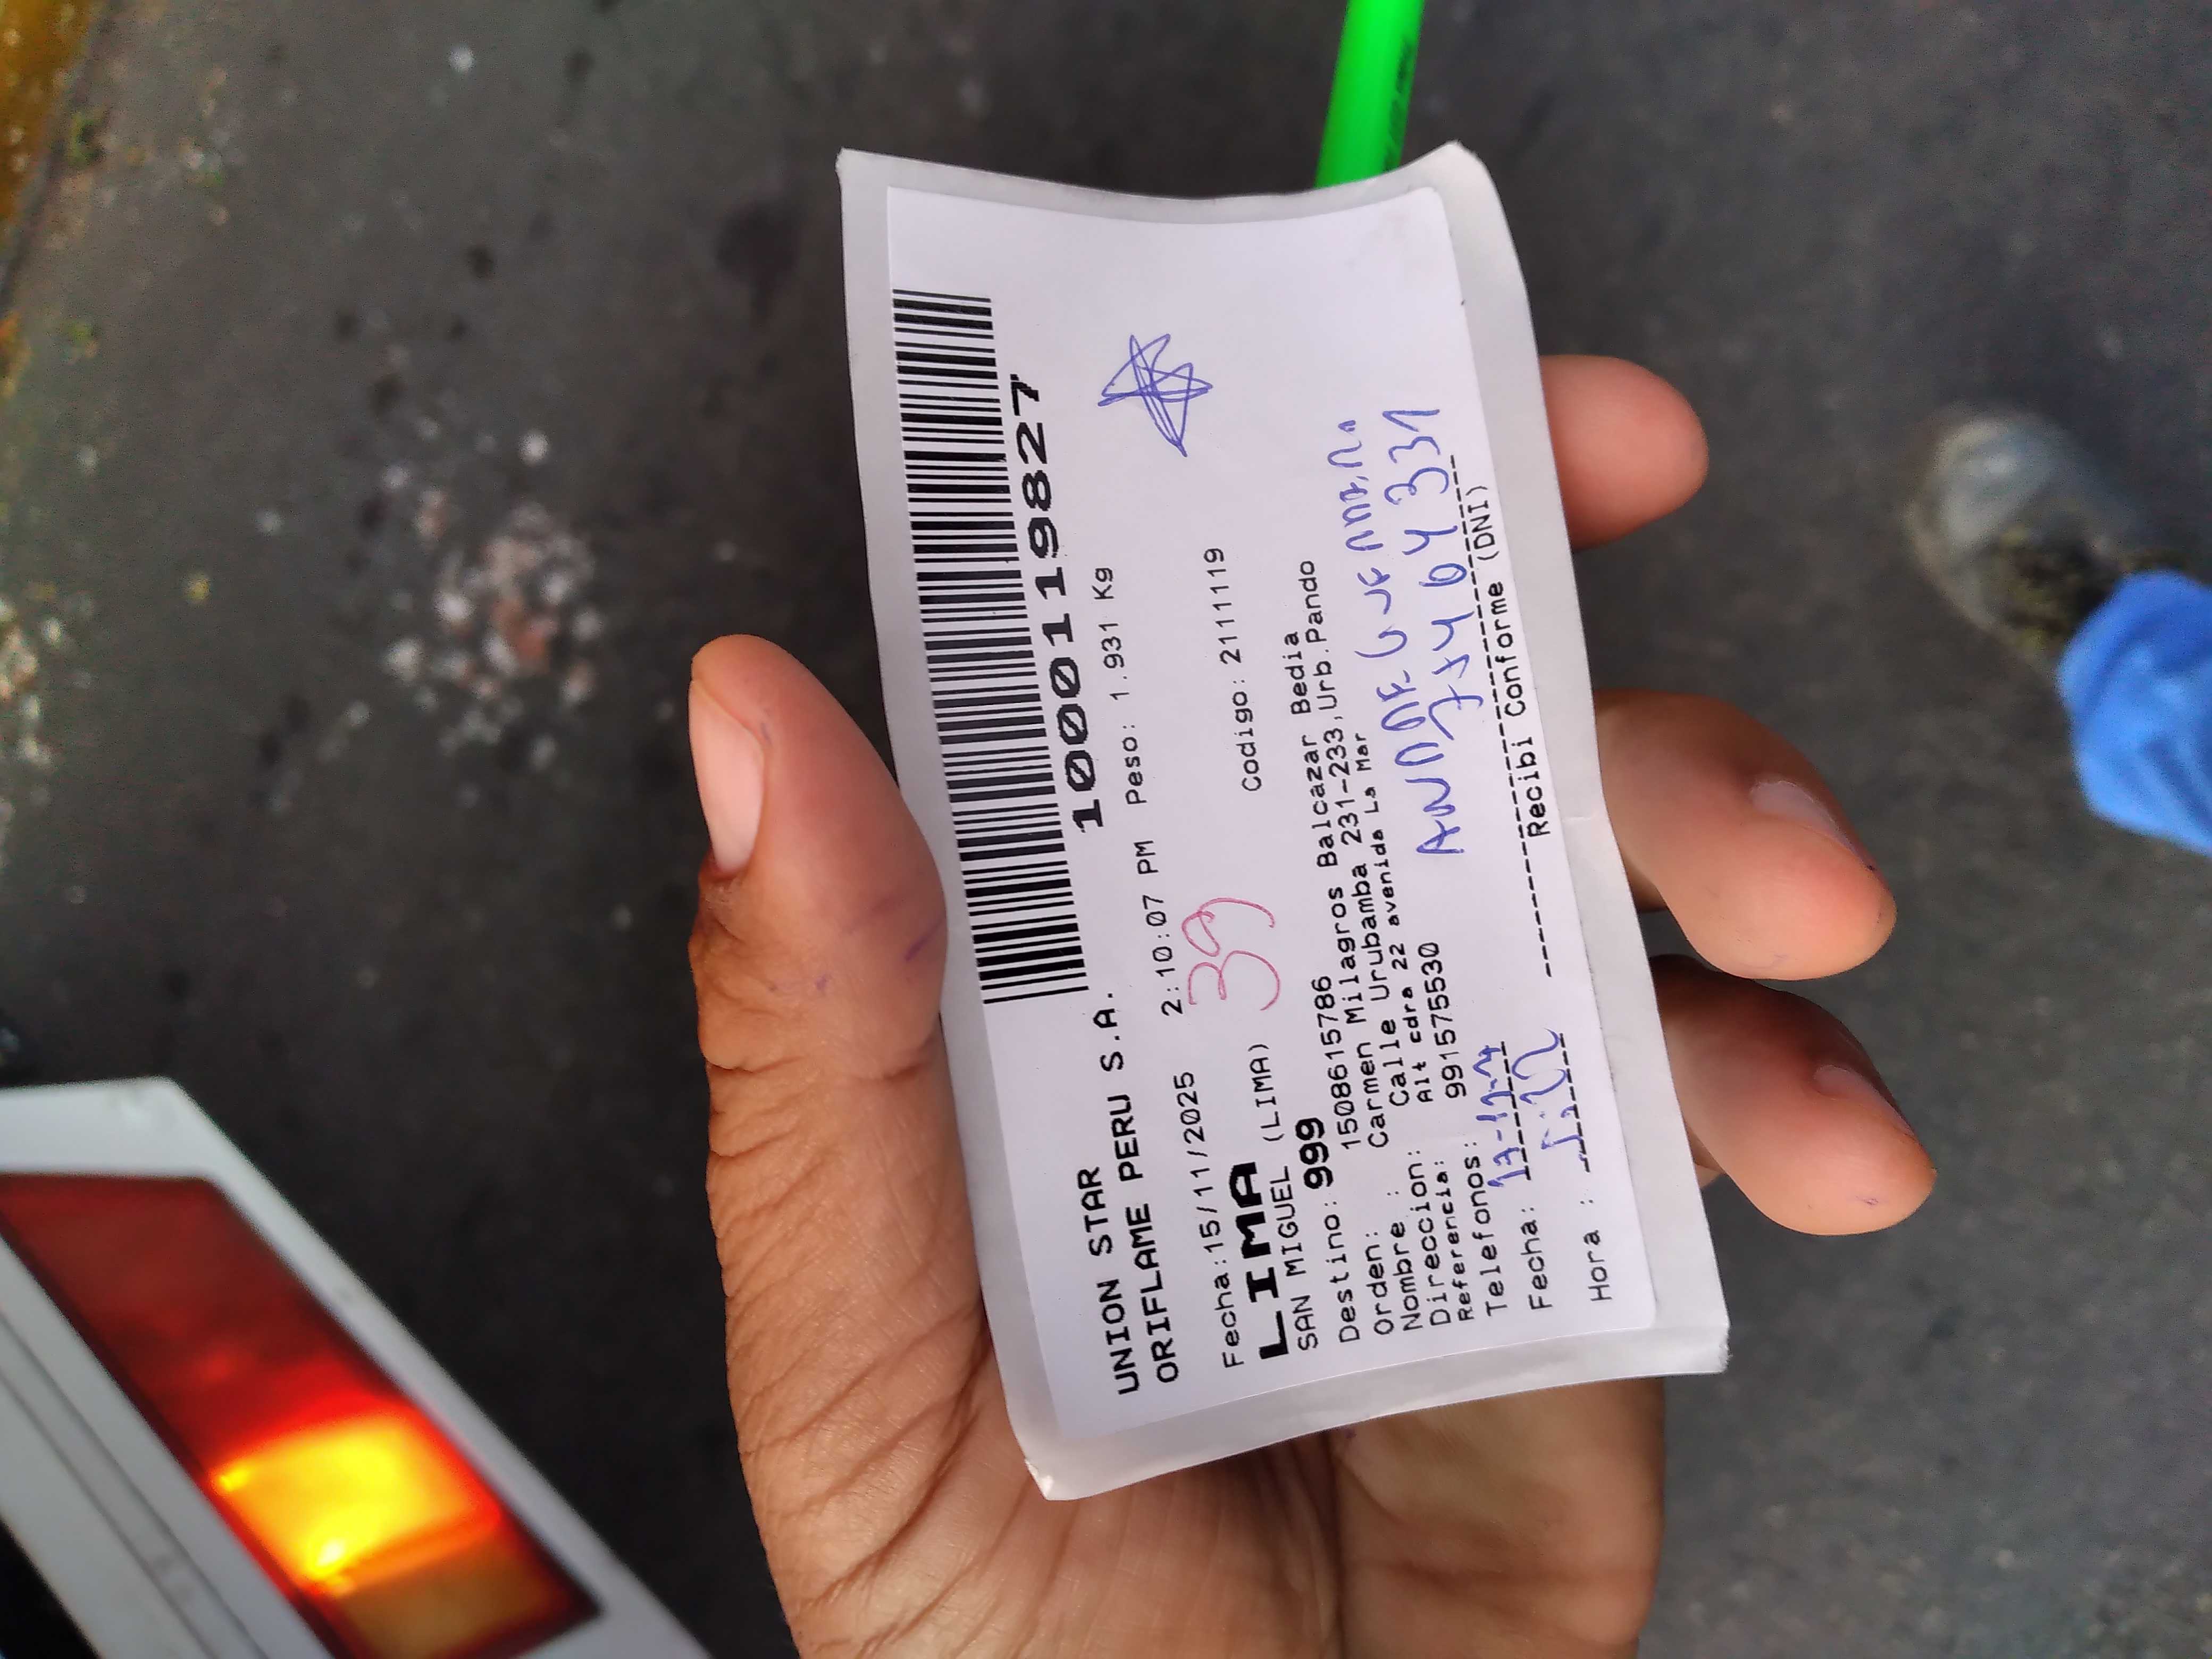 1000119827
UNION STAR
ORIFLAME PERU S.A.
Fecha:15/11/2025 2:10:07 PM Peso: 1.931 Kg
LIMA
39
SAN MIGUEL (LIMA) Codigo: 2111119
Destino: 999
Orden: 1508615786
Nombre : Carmen Milagros Balcazar Bedia
Direccion: Calle Urubamba 231-233,Urb.Pando
Referencia: Alt cdra 22 avenida La Mar
Telefonos: 991575530
Fecha:
Hora :
Recibi Conforme (DNI)